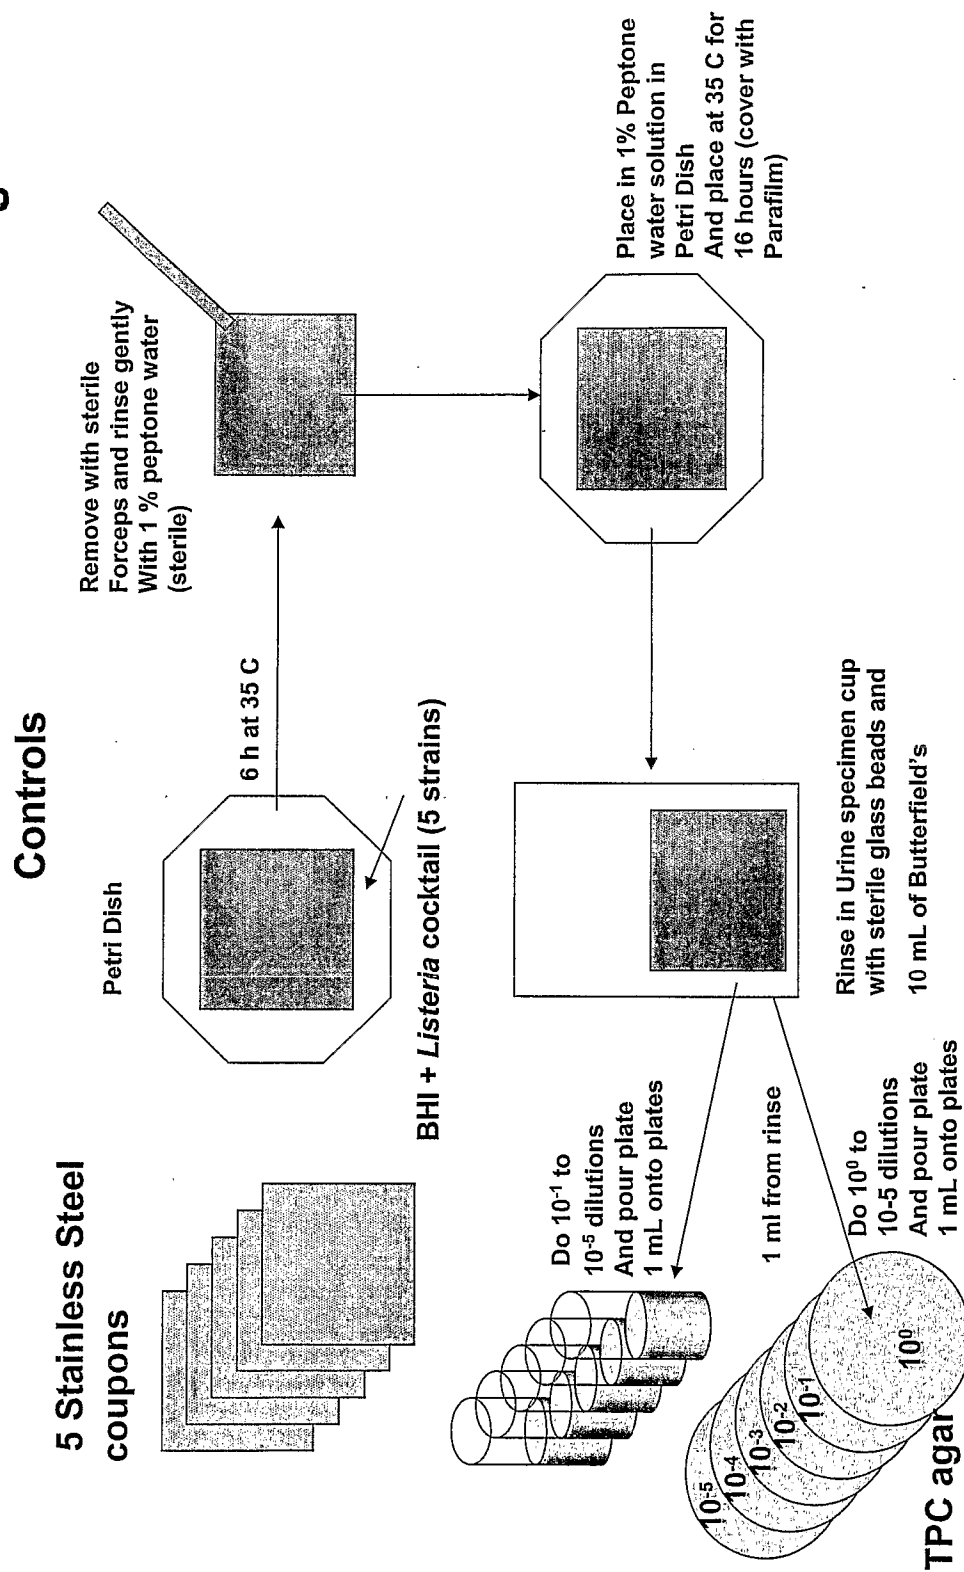 Controls
5 Stainless Steel
coupons
Petri Dish
BHI + Listeria cocktail (5 strains)
6 h at 35 C
Remove with sterile
Forceps and rinse gently
With 1 % peptone water
(sterile)
Place in 1% Peptone
water solution in
Petri Dish
And place at 35 C for
16 hours (cover with
Parafilm)
Rinse in Urine specimen cup
with sterile glass beads and
10 mL of Butterfield's
Do 10⁻¹ to
10⁻⁵ dilutions
And pour plate
1 mL onto plates
1 ml from rinse
Do 10⁰ to
10-5 dilutions
And pour plate
1 mL onto plates
10-5
10-4
10-3
10-2
10-1
10⁰
TPC agar